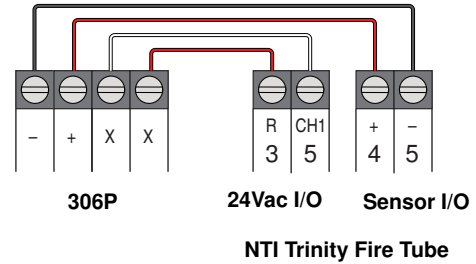 – + X X R CH1 + –
3 5 4 5
306P 24Vac I/O Sensor I/O
NTI Trinity Fire Tube